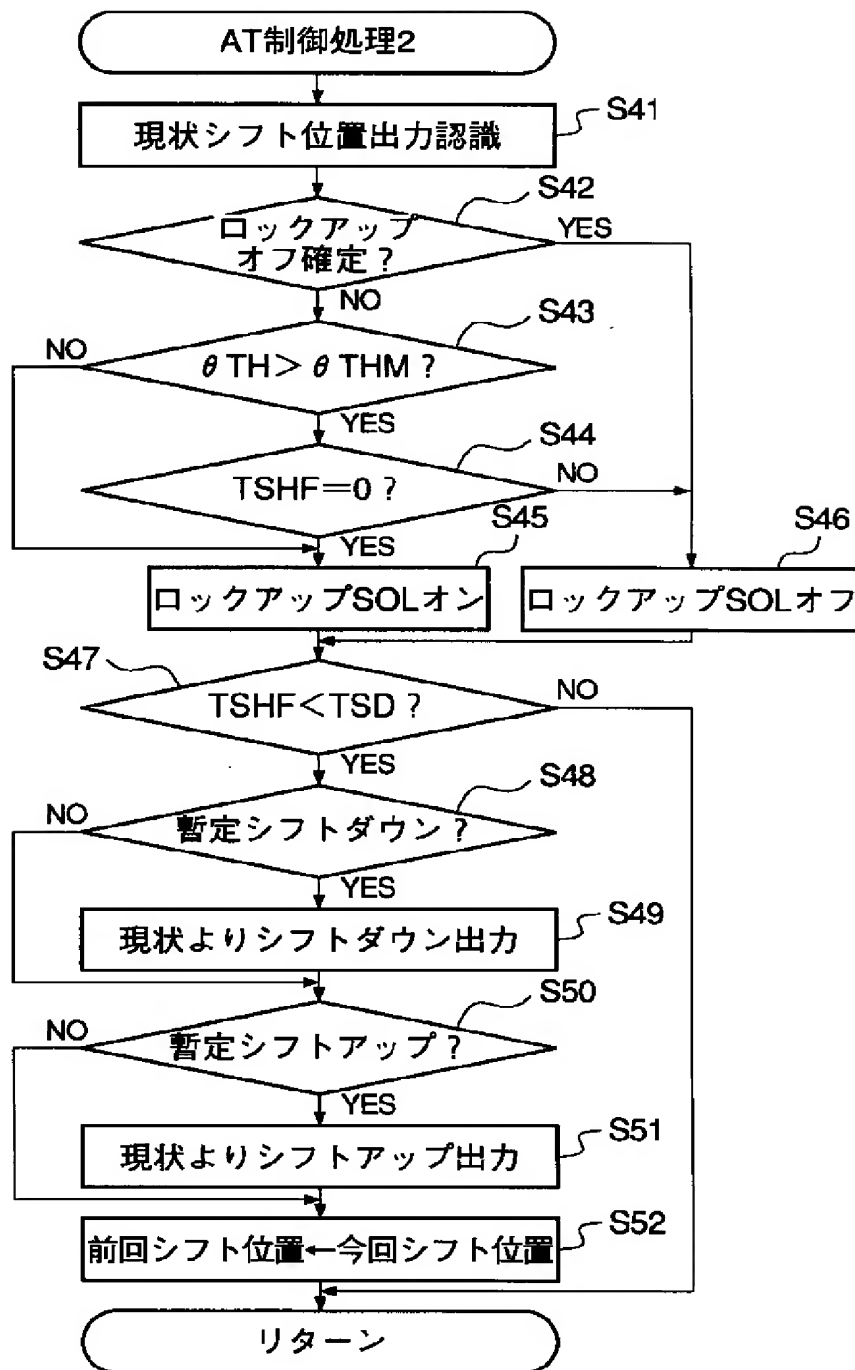 AT制御処理2
S41
現状シフト位置出力認識
S42
ロックアップ
オフ確定？
YES
NO
S43
NO
θTH＞θTHM？
YES
S44
TSHF＝0？
NO
YES
S45
S46
ロックアップSOLオン
ロックアップSOLオフ
S47
TSHF＜TSD？
NO
YES
S48
NO
暫定シフトダウン？
YES
S49
現状よりシフトダウン出力
S50
NO
暫定シフトアップ？
YES
S51
現状よりシフトアップ出力
S52
前回シフト位置←今回シフト位置
リターン